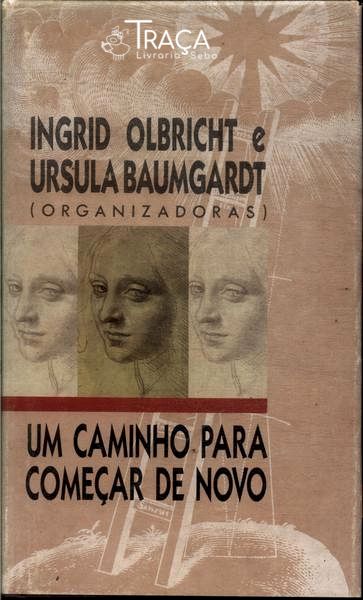 TRAÇA
Livraria Sebo
INGRID OLBRICHT e
URSULA BAUMGARDT
(ORGANIZADORAS)
UM CAMINHO PARA
COMEÇAR DE NOVO